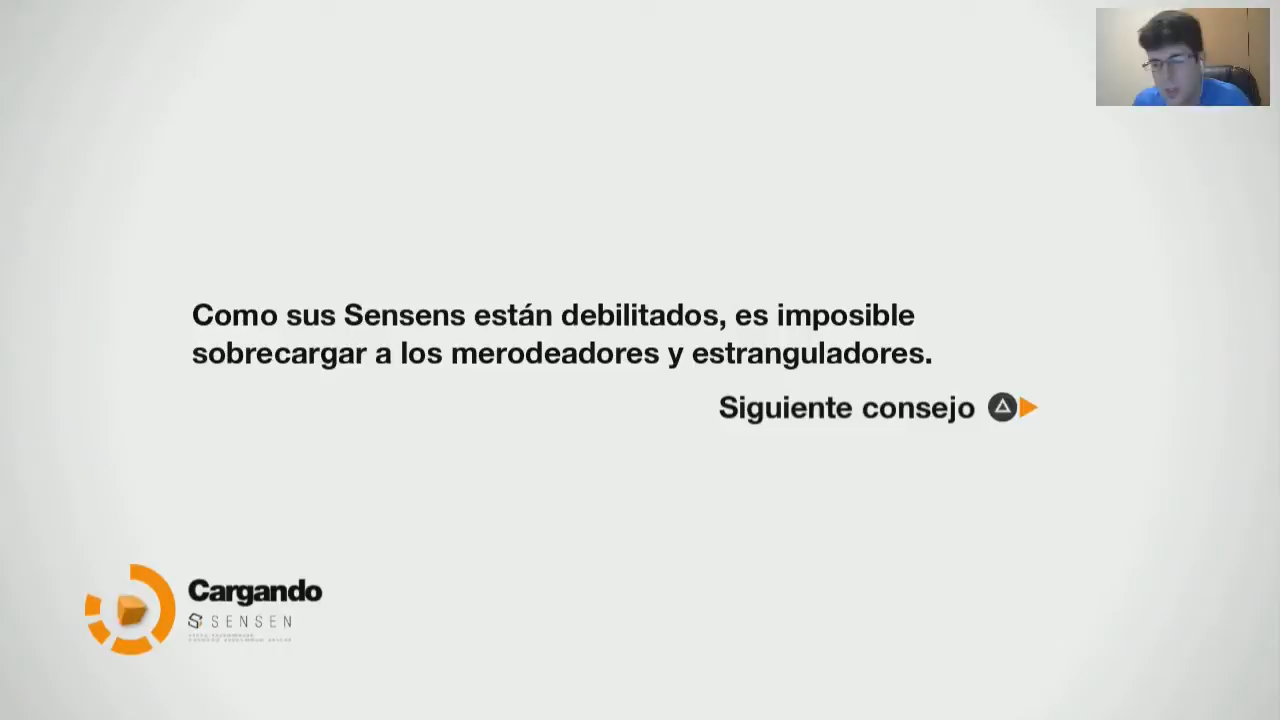 Como sus Sensens están debilitados, es imposible
sobrecargar a los merodeadores y estranguladores.
Siguiente consejo
Cargando
SENSEN